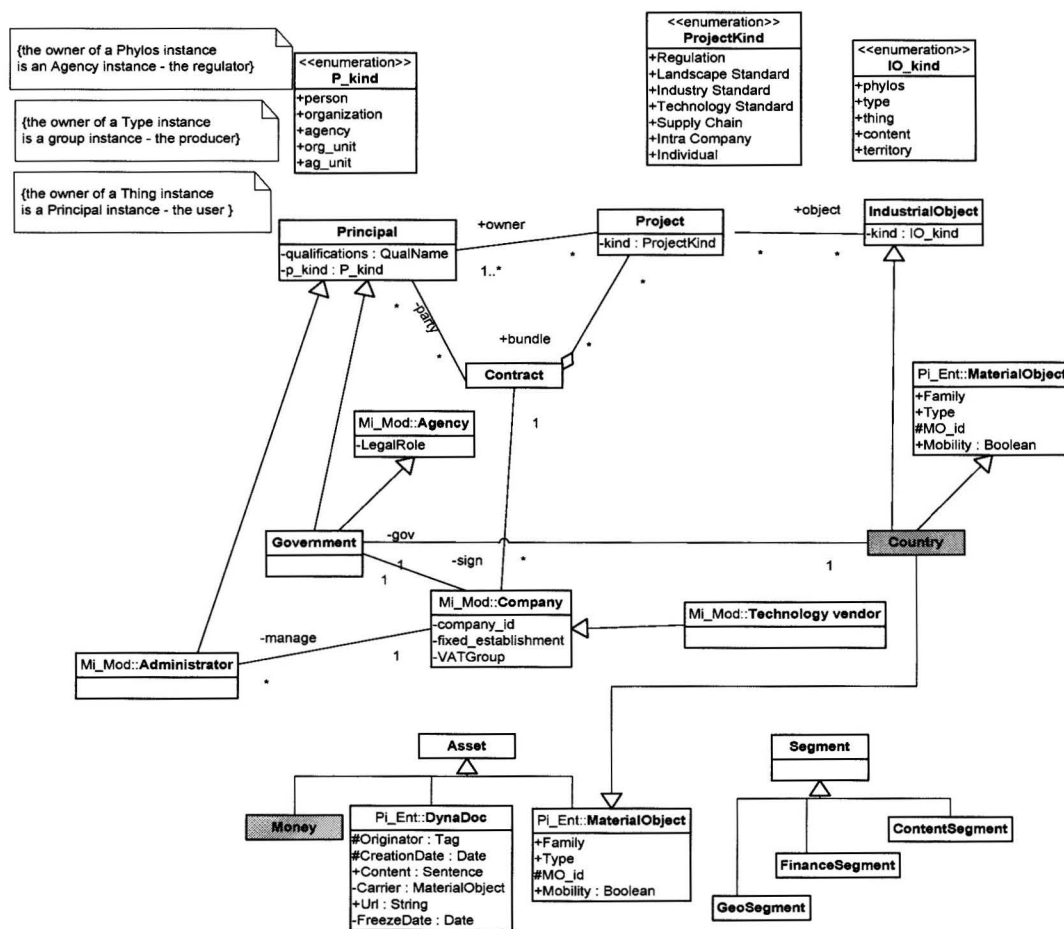 {the owner of a Phylos instance
is an Agency instance - the regulator}
{the owner of a Type instance
is a group instance - the producer}
{the owner of a Thing instance
is a Principal instance - the user }
<<enumeration>>
P_kind
+person
+organization
+agency
+org_unit
+ag_unit
<<enumeration>>
ProjectKind
+Regulation
+Landscape Standard
+Industry Standard
+Technology Standard
+Supply Chain
+Intra Company
+Individual
<<enumeration>>
IO_kind
+phylos
+type
+thing
+content
+territory
Principal
-qualifications : QualName
-p_kind : P_kind
+owner
1..*
*
Project
-kind : ProjectKind
+object
*
*
IndustrialObject
-kind : IO_kind
*
-party
*
+bundle
*
*
Contract
1
Mi_Mod::Agency
-LegalRole
Pi_Ent::MaterialObject
+Family
+Type
#MO_id
+Mobility : Boolean
Government
-gov
1
1
Country
-sign
1
*
Mi_Mod::Company
-company_id
-fixed_establishment
-VATGroup
Mi_Mod::Technology vendor
-manage
1
*
Mi_Mod::Administrator
Asset
Segment
Money
Pi_Ent::DynaDoc
#Originator : Tag
#CreationDate : Date
+Content : Sentence
-Carrier : MaterialObject
+Url : String
-FreezeDate : Date
Pi_Ent::MaterialObject
+Family
+Type
#MO_id
+Mobility : Boolean
ContentSegment
FinanceSegment
GeoSegment